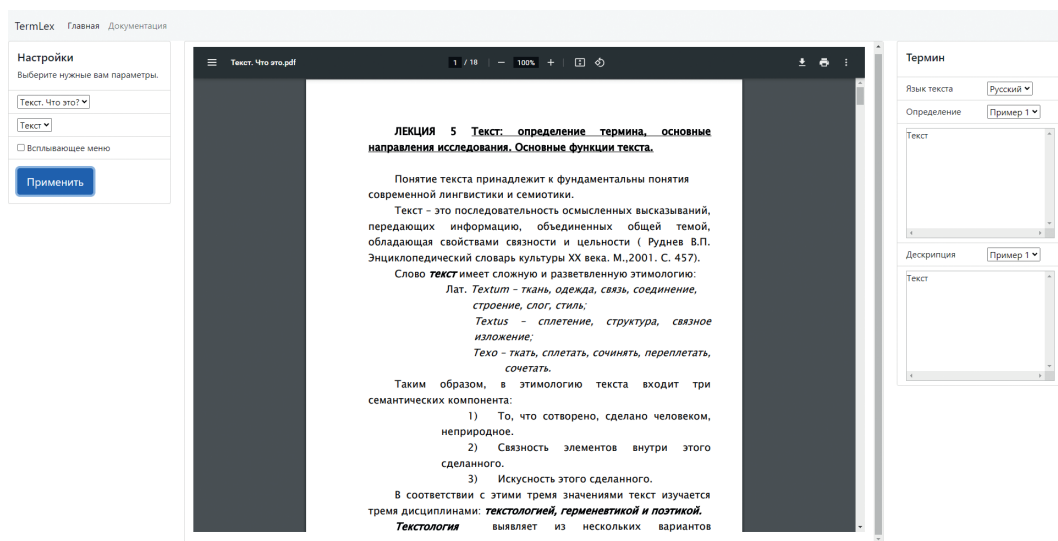 TermLex Главная Документация
Настройки
Выберите нужные вам параметры.
Текст. Что это?
Текст
Всплывающее меню
Применить
Текст. Что это.pdf 1 / 18 100%
ЛЕКЦИЯ 5 Текст: определение термина, основные
направления исследования. Основные функции текста.
Понятие текста принадлежит к фундаментальны понятия
современной лингвистики и семиотики.
Текст – это последовательность осмысленных высказываний,
передающих информацию, объединенных общей темой,
обладающая свойствами связности и цельности ( Руднев В.П.
Энциклопедический словарь культуры ХХ века. М.,2001. С. 457).
Слово текст имеет сложную и разветвленную этимологию:
Лат. Textum – ткань, одежда, связь, соединение,
строение, слог, стиль;
Textus – сплетение, структура, связное
изложение;
Texo – ткать, сплетать, сочинять, переплетать,
сочетать.
Таким образом, в этимологию текста входит три
семантических компонента:
1) То, что сотворено, сделано человеком,
неприродное.
2) Связность элементов внутри этого
сделанного.
3) Искусность этого сделанного.
В соответствии с этими тремя значениями текст изучается
тремя дисциплинами: текстологией, герменевтикой и поэтикой.
Текстология выявляет из нескольких вариантов
Термин
Язык текста Русский
Определение Пример 1
Текст
Дескрипция Пример 1
Текст